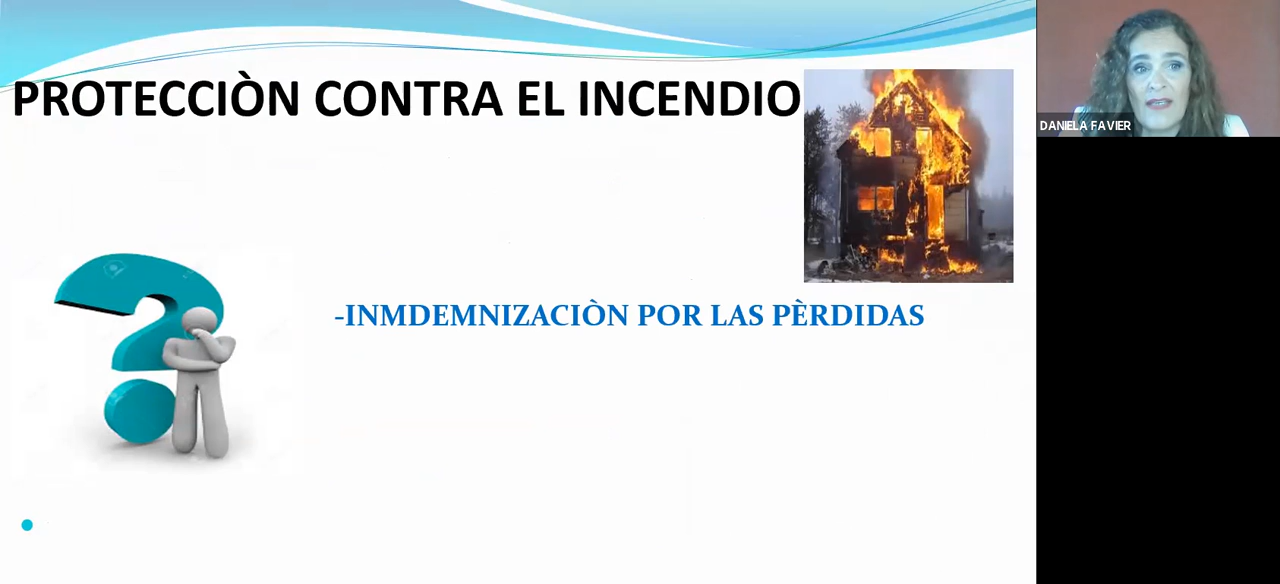 PROTECCIÒN CONTRA EL INCENDIO
DANIELA FAVIER
-INMDEMNIZACIÒN POR LAS PÈRDIDAS